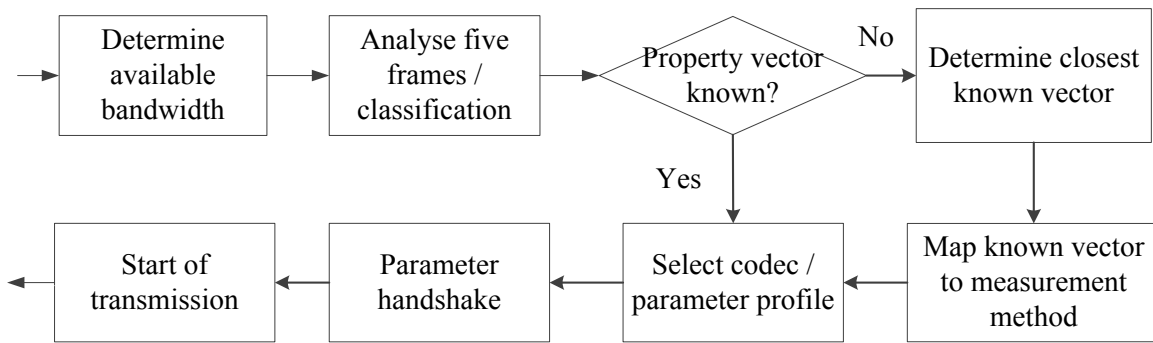 Determine
available
bandwidth
Analyse five
frames /
classification
Property vector
known?
No
Determine closest
known vector
Yes
Start of
transmission
Parameter
handshake
Select codec /
parameter profile
Map known vector
to measurement
method